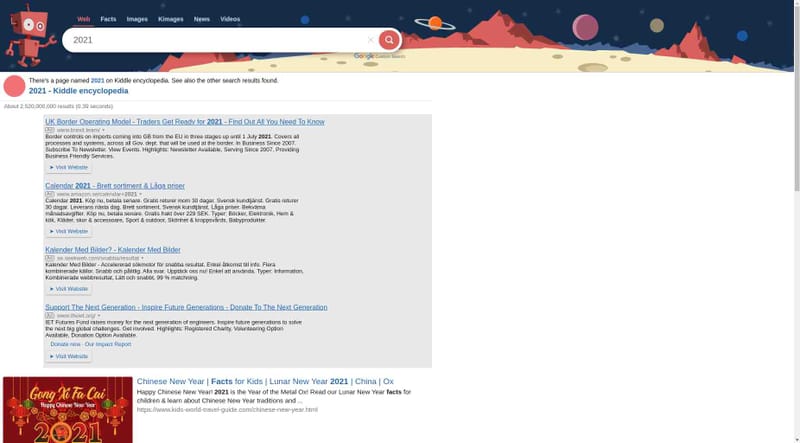 Web Facts Images Kimages News Videos
2021
Google Custom Search
There's a page named 2021 on Kiddle encyclopedia. See also the other search results found.
2021 - Kiddle encyclopedia
About 2,520,000,000 results (0.39 seconds)
UK Border Operating Model - Traders Get Ready for 2021 - Find Out All You Need To Know
Ad
Border controls on imports coming into GB from the EU in three stages up until 1 July 2021. Covers all
processes and systems, across all Gov. dept. that will be used at the border. In Business Since 2007.
Subscribe To Newsletter. View Events. Highlights: Newsletter Available, Serving Since 2007, Providing
Business Friendly Services.
Visit Website
Calendar 2021 - Brett sortiment & Låga priser
Ad www.amazon.se/calendar+2021
Calendar 2021. Köp nu, betala senare. Gratis returer inom 30 dagar. Svensk kundtjänst. Gratis returer
30 dagar. Leverans nästa dag. Brett sortiment. Svensk kundtjänst. Låga priser. Bekväma
månadsavgifter. Köp nu, betala senare. Gratis frakt över 229 SEK. Typer: Böcker, Elektronik, Hem &
kök, Kläder, skor & accessoare, Sport & outdoor, Skönhet & kroppsvård, Babyprodukter.
Visit Website
Kalender Med Bilder? - Kalender Med Bilder
Ad se.seekweb.com/snabba/resultat
Kalender Med Bilder - Accelererad sökmotor för snabba resultat. Enkel åtkomst till info. Flera
kombinerade källor. Snabb och pålitlig. Alla svar. Upptäck oss nu! Enkel att använda. Typer: Information,
Kombinerade webbresultat, Lätt och snabbt, 99 % matchning.
Visit Website
Support The Next Generation - Inspire Future Generations - Donate To The Next Generation
Ad www.theiet.org/
IET Futures Fund raises money for the next generation of engineers. Inspire future generations to solve
the next big global challenges. Get involved. Highlights: Registered Charity, Volunteering Option
Available, Donation Option Available.
Donate now · Our Impact Report
Visit Website
Chinese New Year | Facts for Kids | Lunar New Year 2021 | China | Ox
Happy Chinese New Year! 2021 is the Year of the Metal Ox! Read our Lunar New Year facts for
children & learn about Chinese New Year traditions and ...
https://www.kids-world-travel-guide.com/chinese-new-year.html
Gong Xi Fa Cai
Happy Chinese New Year
2021